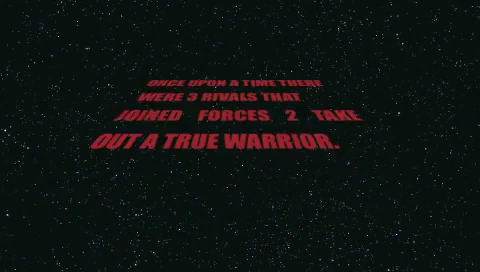 ONCE UPON A TIME THERE
WERE 3 RIVALS THAT
JOINED FORCES 2 TAKE
OUT A TRUE WARRIOR.